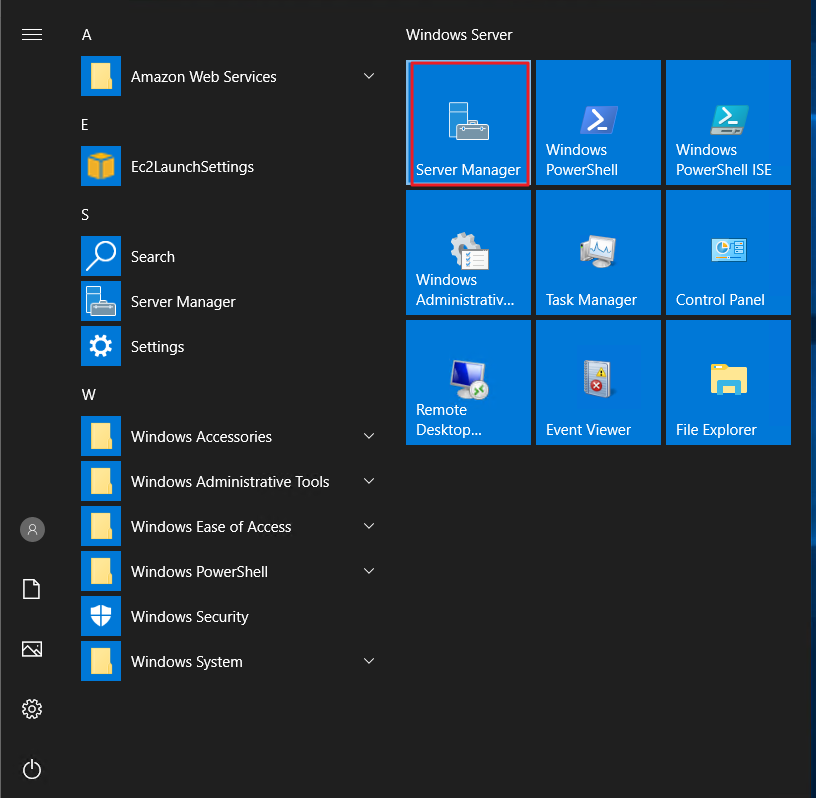 A
Amazon Web Services
E
Ec2LaunchSettings
S
Search
Server Manager
Settings
W
Windows Accessories
Windows Administrative Tools
Windows Ease of Access
Windows PowerShell
Windows Security
Windows System
Windows Server
Server Manager
Windows
PowerShell
Windows
PowerShell ISE
Windows
Administrativ...
Task Manager
Control Panel
Remote
Desktop...
Event Viewer
File Explorer